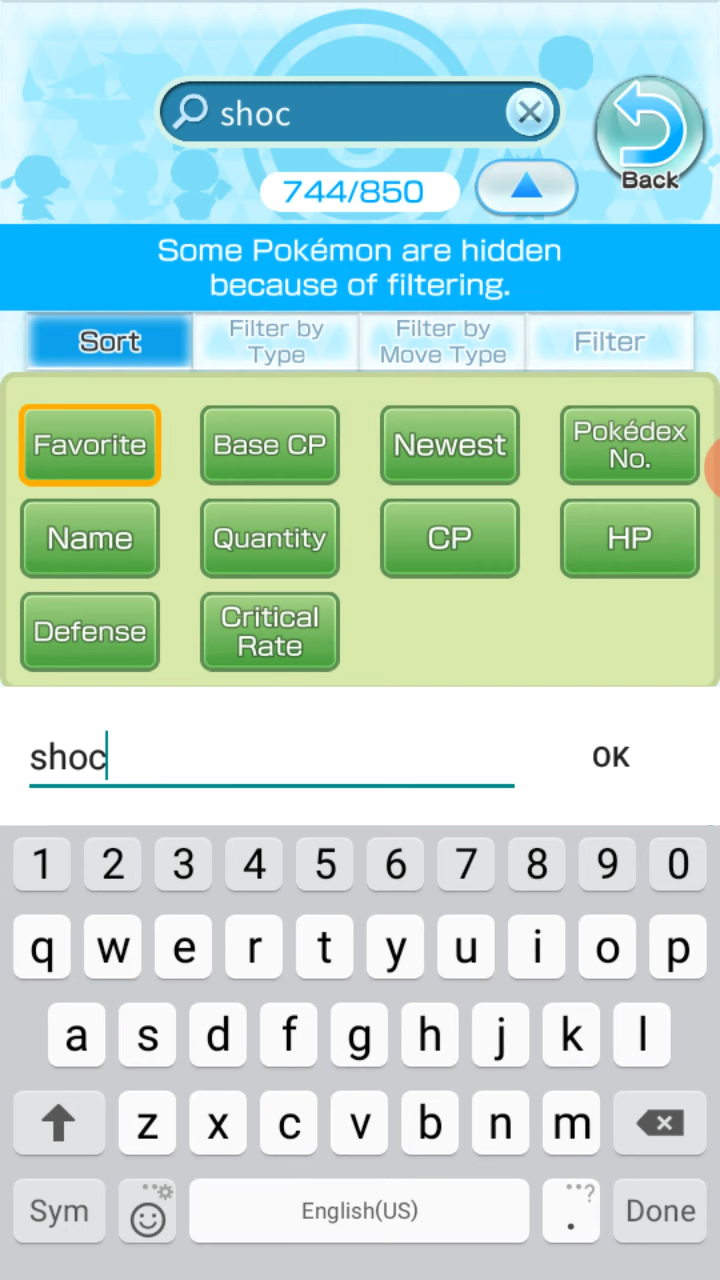 shoc
Back
744/850
Some Pokémon are hidden
because of filtering.
Sort
Filter by
Type
Filter by
Move Type
Filter
Favorite
Base CP
Newest
Pokédex
No.
Name
Quantity
CP
HP
Defense
Critical
Rate
shoc
OK
1 2 3 4 5 6 7 8 9 0
q w e r t y u i o p
a s d f g h j k l
z x c v b n m
Sym
English(US)
. ?
Done